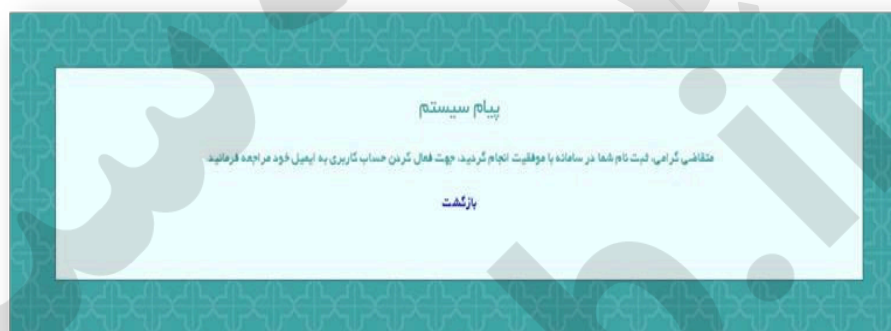 پیام سیستم
متقاضی گرامی، ثبت نام شما در سامانه با موفقیت انجام گردید، جهت فعال کردن حساب کاربری به ایمیل خود مراجعه فرمائید
بازگشت